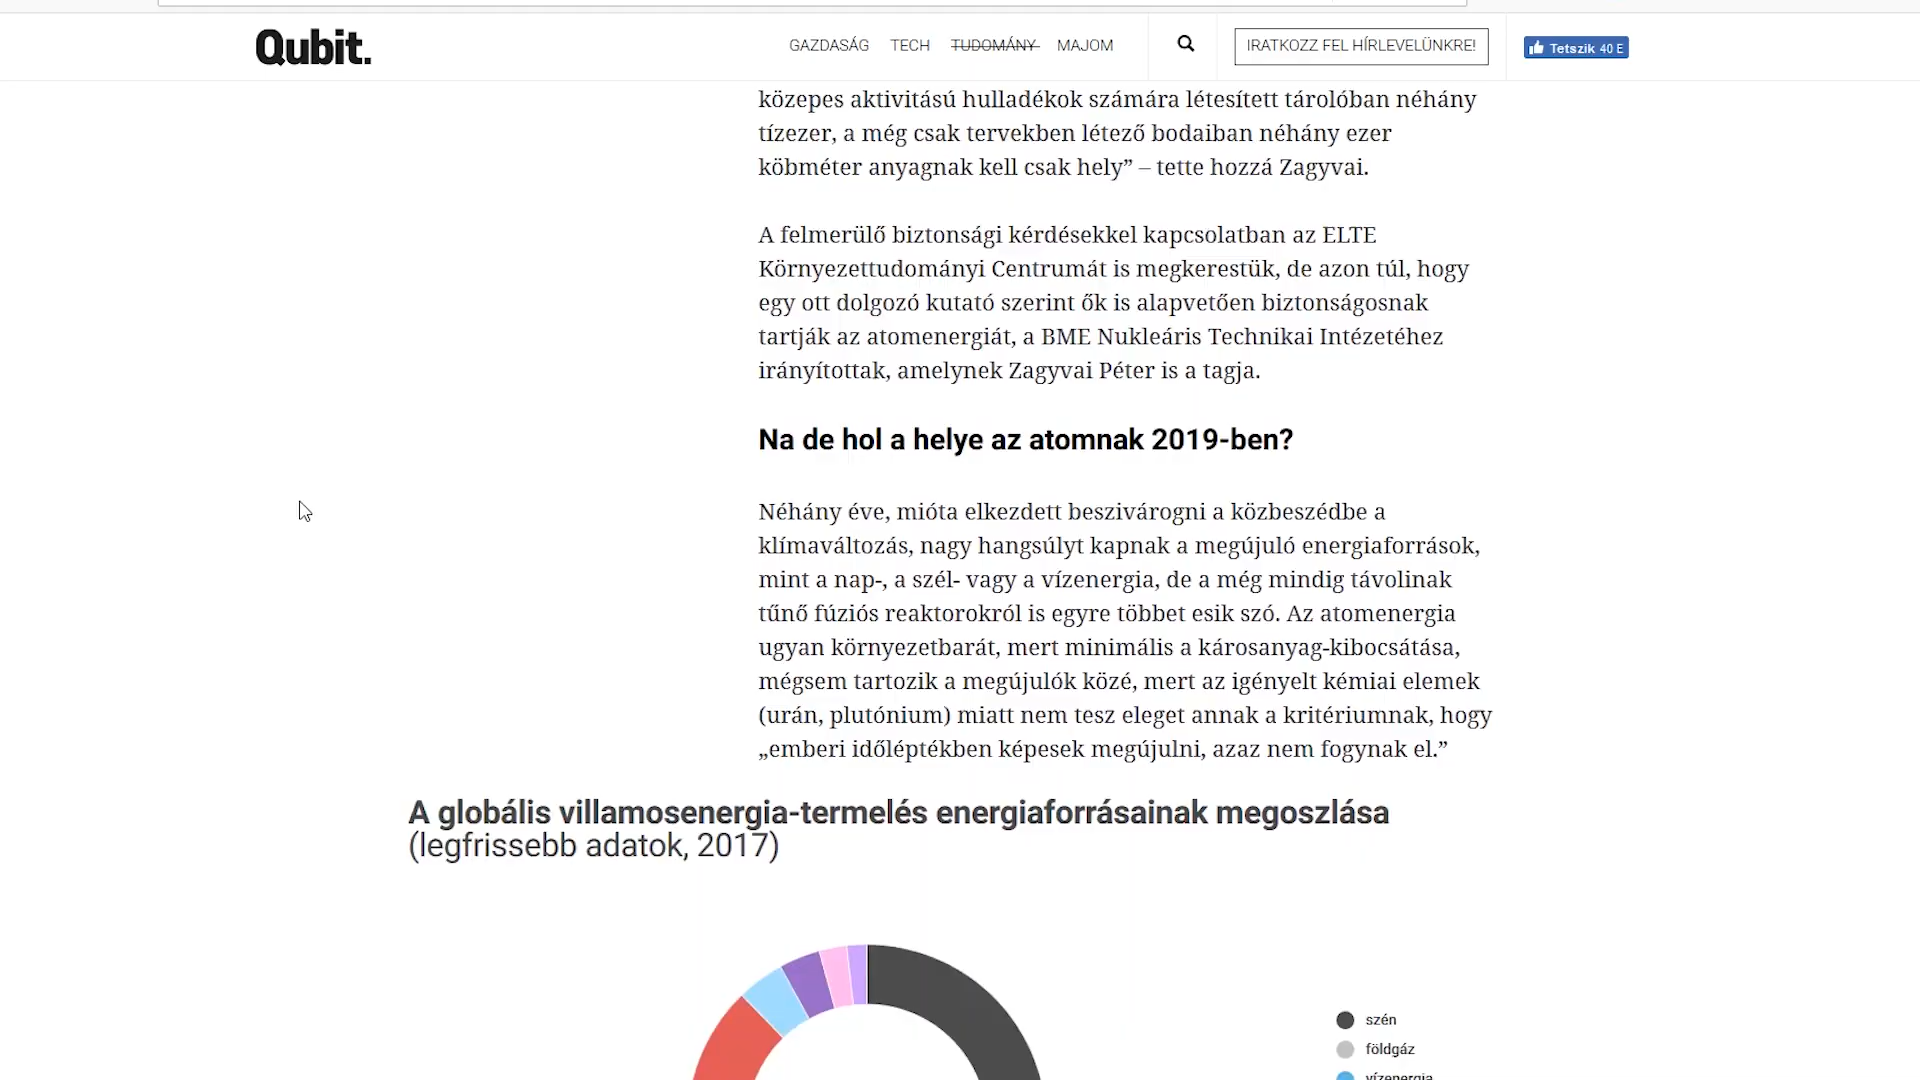 Qubit.
GAZDASÁG TECH TUDOMÁNY MAJOM
IRATKOZZ FEL HÍRLEVELÜNKRE!
Tetszik 40 E
közepes aktivitású hulladékok számára létesített tárolóban néhány
tízezer, a még csak tervekben létező bodaiban néhány ezer
köbméter anyagnak kell csak hely” – tette hozzá Zagyvai.
A felmerülő biztonsági kérdésekkel kapcsolatban az ELTE
Környezettudományi Centrumát is megkerestük, de azon túl, hogy
egy ott dolgozó kutató szerint ők is alapvetően biztonságosnak
tartják az atomenergiát, a BME Nukleáris Technikai Intézetéhez
irányítottak, amelynek Zagyvai Péter is a tagja.
Na de hol a helye az atomnak 2019-ben?
Néhány éve, mióta elkezdett beszivárogni a közbeszédbe a
klímaváltozás, nagy hangsúlyt kapnak a megújuló energiaforrások,
mint a nap-, a szél- vagy a vízenergia, de a még mindig távolinak
tűnő fúziós reaktorokról is egyre többet esik szó. Az atomenergia
ugyan környezetbarát, mert minimális a károsanyag-kibocsátása,
mégsem tartozik a megújulók közé, mert az igényelt kémiai elemek
(urán, plutónium) miatt nem tesz eleget annak a kritériumnak, hogy
„emberi időléptékben képesek megújulni, azaz nem fogynak el.”
A globális villamosenergia-termelés energiaforrásainak megoszlása
(legfrissebb adatok, 2017)
szén
földgáz
vízenergia